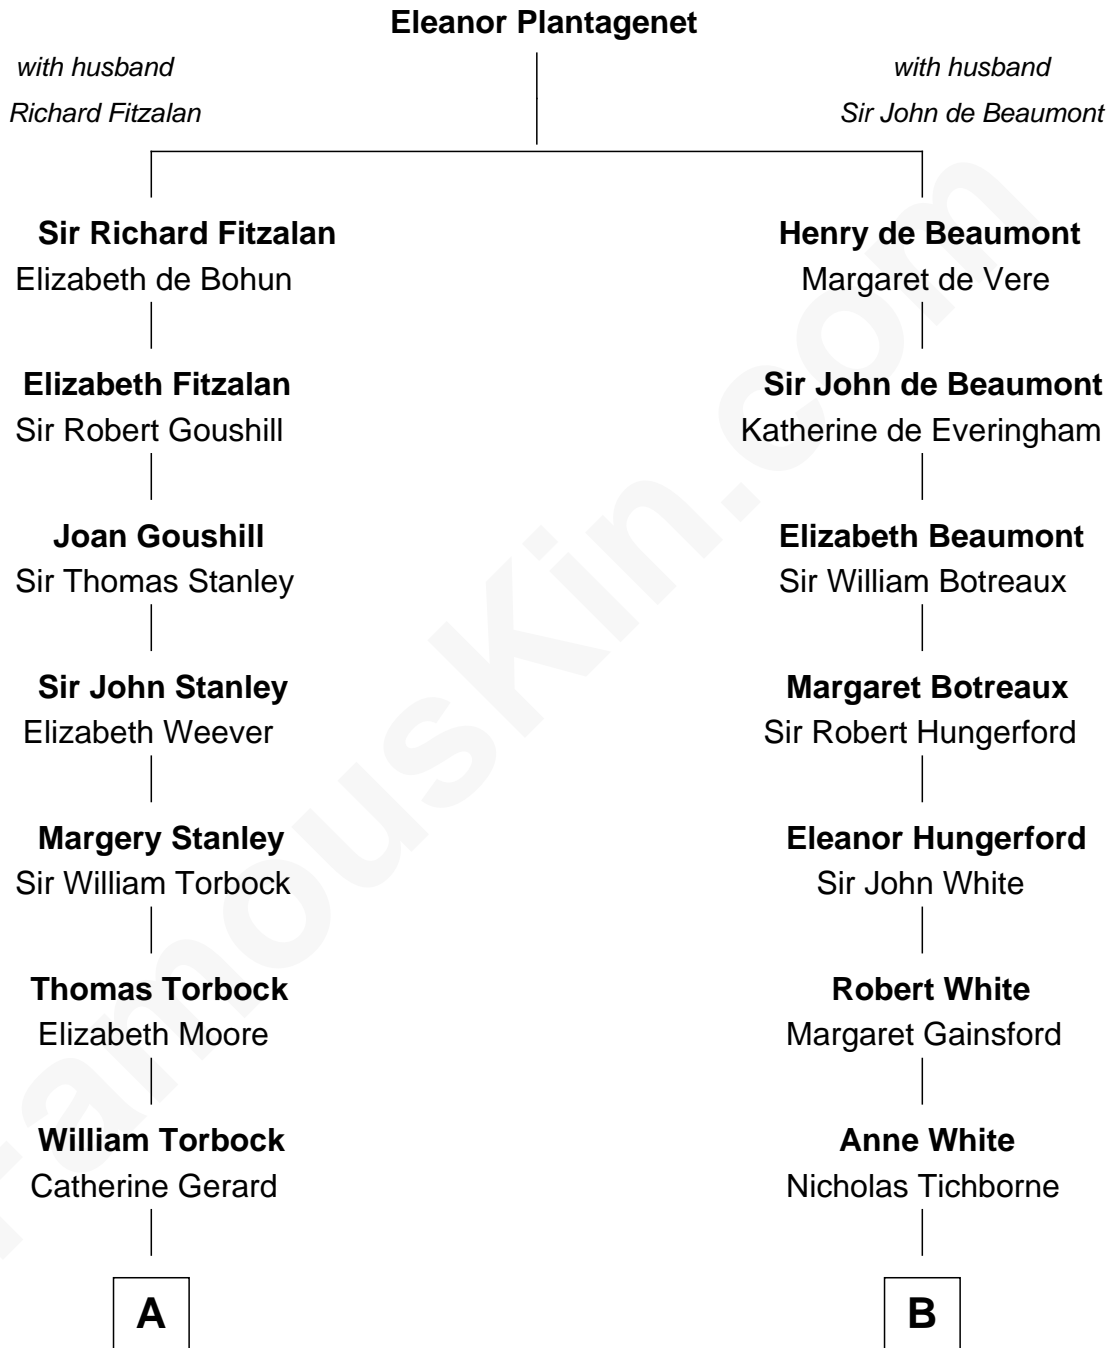 Eleanor Plantagenet
with husband
Richard Fitzalan
with husband
Sir John de Beaumont
Sir Richard Fitzalan
Elizabeth de Bohun
Henry de Beaumont
Margaret de Vere
Elizabeth Fitzalan
Sir Robert Goushill
Sir John de Beaumont
Katherine de Everingham
Joan Goushill
Sir Thomas Stanley
Elizabeth Beaumont
Sir William Botreaux
Sir John Stanley
Elizabeth Weever
Margaret Botreaux
Sir Robert Hungerford
Margery Stanley
Sir William Torbock
Eleanor Hungerford
Sir John White
Thomas Torbock
Elizabeth Moore
Robert White
Margaret Gainsford
William Torbock
Catherine Gerard
Anne White
Nicholas Tichborne
A
B
FamousKin.com